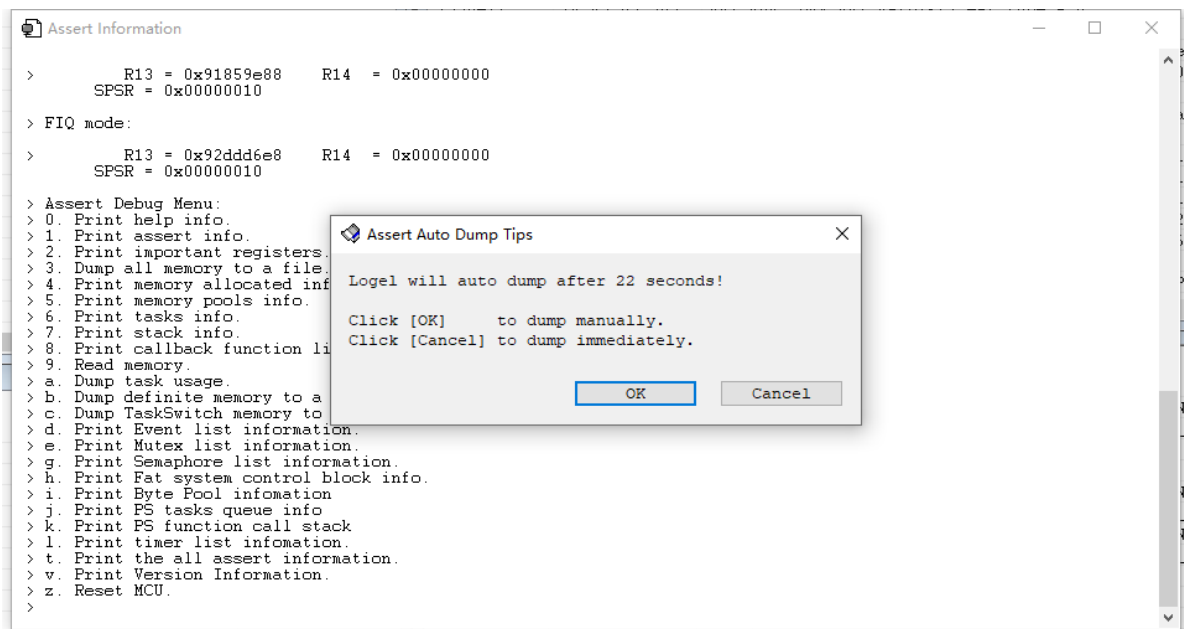 Assert Information
>          R13 = 0x91859e88    R14  = 0x00000000
       SPSR = 0x00000010
> FIQ mode:
>          R13 = 0x92ddd6e8    R14  = 0x00000000
       SPSR = 0x00000010
> Assert Debug Menu:
> 0. Print help info.
> 1. Print assert info.
> 2. Print important registers.
> 3. Dump all memory to a file.
> 4. Print memory allocated inf
> 5. Print memory pools info.
> 6. Print tasks info.
> 7. Print stack info.
> 8. Print callback function li
> 9. Read memory.
> a. Dump task usage.
> b. Dump definite memory to a
> c. Dump TaskSwitch memory to
> d. Print Event list information.
> e. Print Mutex list information.
> g. Print Semaphore list information.
> h. Print Fat system control block info.
> i. Print Byte Pool infomation
> j. Print PS tasks queue info
> k. Print PS function call stack
> l. Print timer list infomation.
> t. Print the all assert information.
> v. Print Version Information.
> z. Reset MCU.
>
Assert Auto Dump Tips
Logel will auto dump after 22 seconds!
Click [OK]     to dump manually.
Click [Cancel] to dump immediately.
OK
Cancel